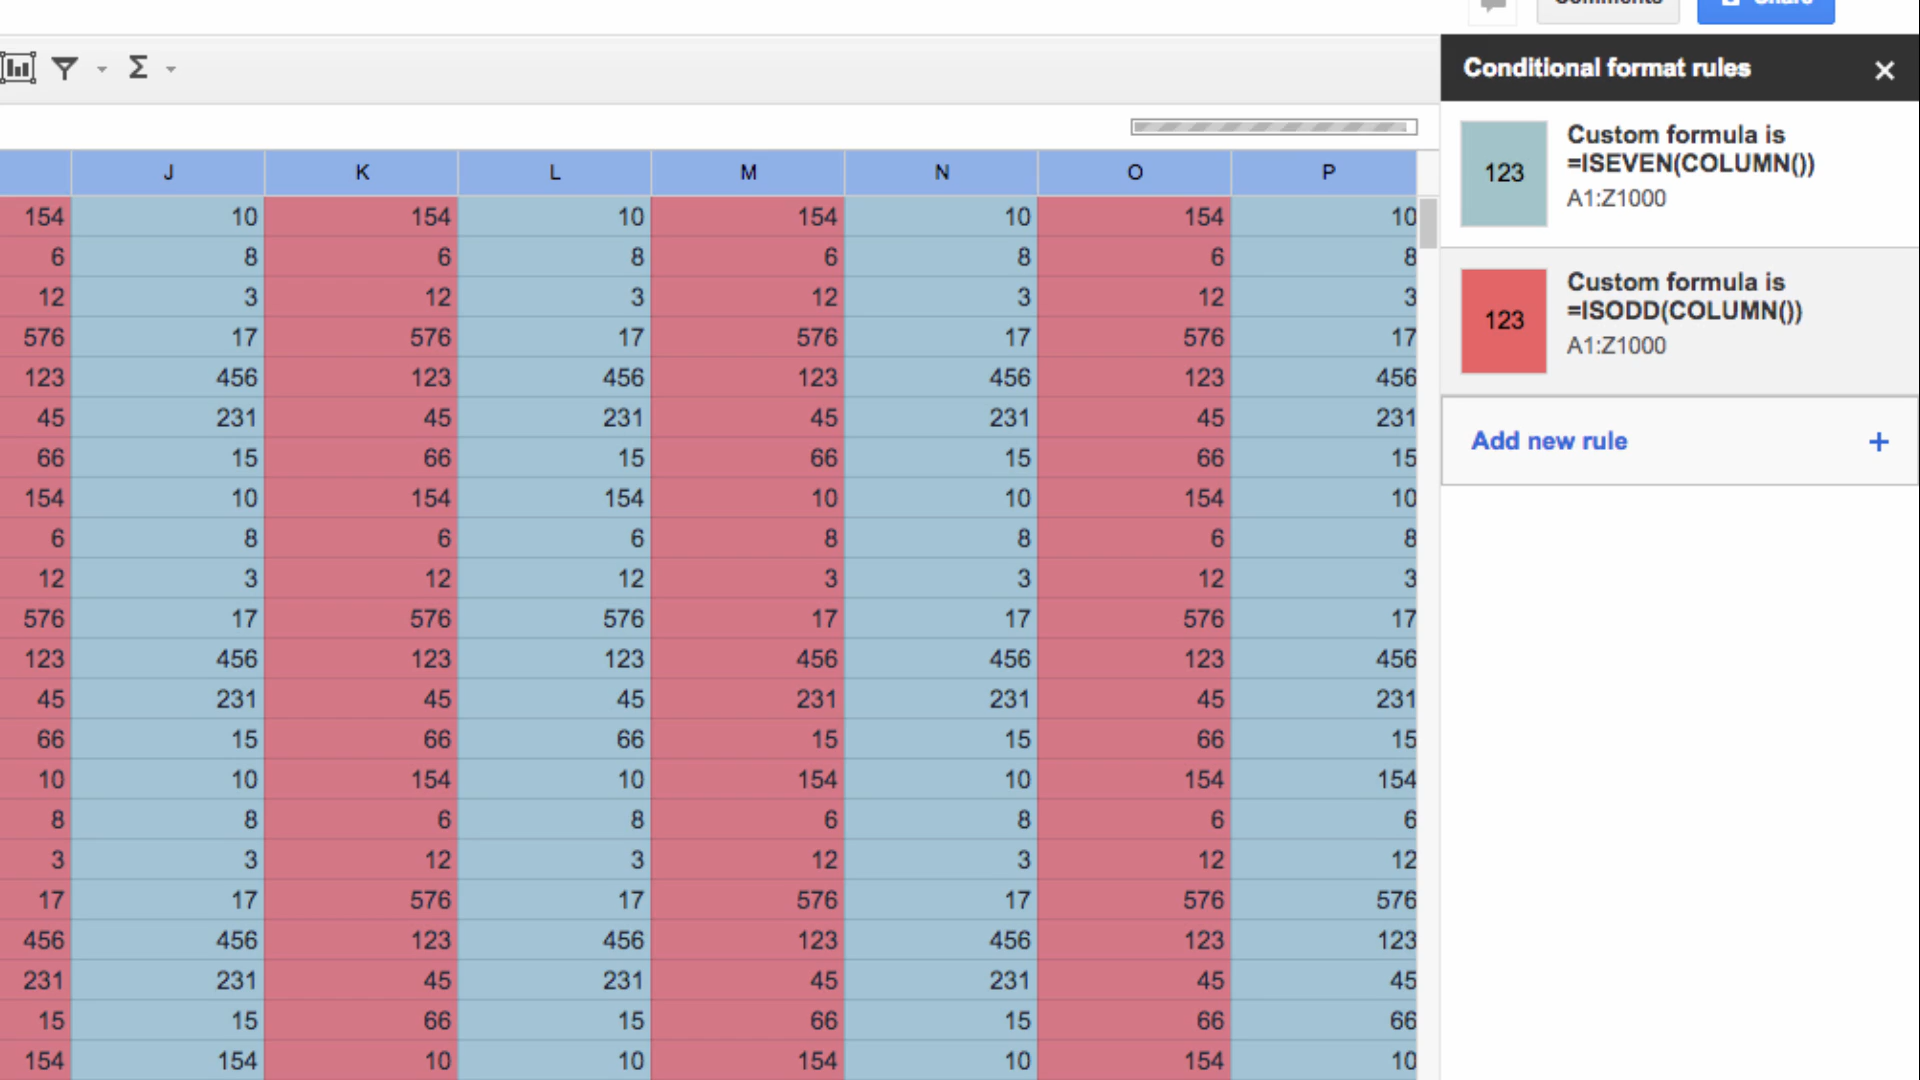 Comments Share
Σ
Conditional format rules
J K L M N O P
123 Custom formula is
=ISEVEN(COLUMN())
A1:Z1000
154 10 154 10 154 10 154 10
6 8 6 8 6 8 6 8
123 Custom formula is
=ISODD(COLUMN())
A1:Z1000
12 3 12 3 12 3 12 3
576 17 576 17 576 17 576 17
123 456 123 456 123 456 123 456
45 231 45 231 45 231 45 231
Add new rule +
66 15 66 15 66 15 66 15
154 10 154 154 10 10 154 10
6 8 6 6 8 8 6 8
12 3 12 12 3 3 12 3
576 17 576 576 17 17 576 17
123 456 123 123 456 456 123 456
45 231 45 45 231 231 45 231
66 15 66 66 15 15 66 15
10 10 154 10 154 10 154 154
8 8 6 8 6 8 6 6
3 3 12 3 12 3 12 12
17 17 576 17 576 17 576 576
456 456 123 456 123 456 123 123
231 231 45 231 45 231 45 45
15 15 66 15 66 15 66 66
154 154 10 10 154 10 154 10